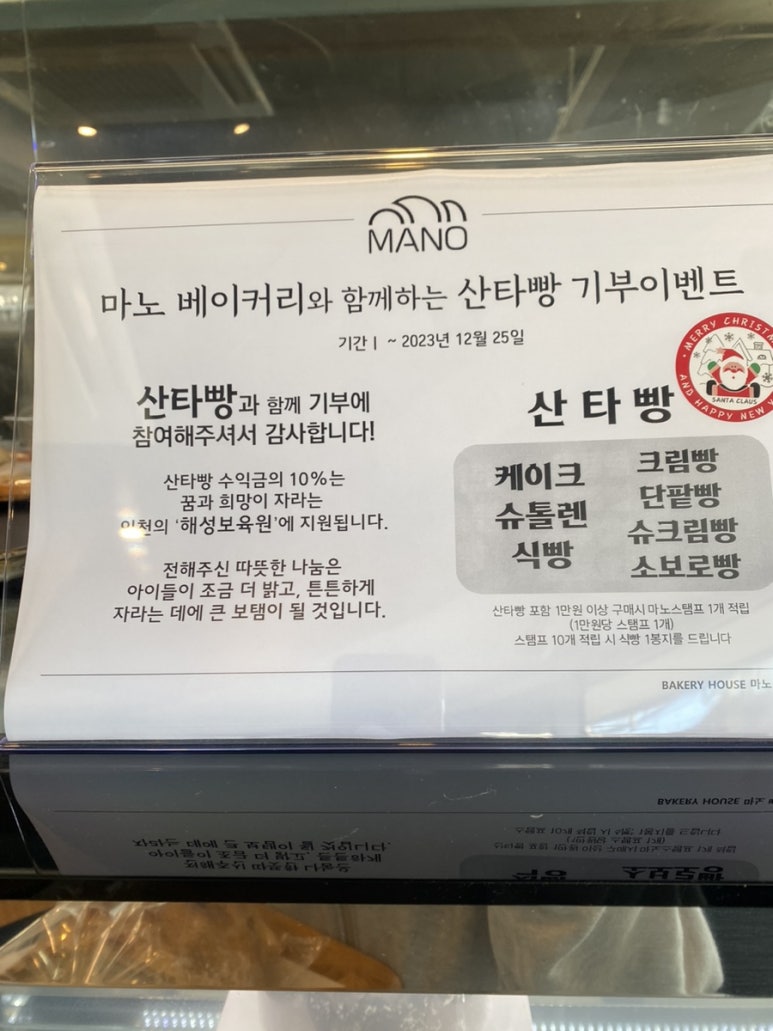 MANO
마노 베이커리와 함께하는 산타빵 기부이벤트
기간 | ~ 2023년 12월 25일
산타빵과 함께 기부에
참여해주셔서 감사합니다!
산타빵 수익금의 10%는
꿈과 희망이 자라는
인천의 '해성보육원'에 지원됩니다.
전해주신 따뜻한 나눔은
아이들이 조금 더 밝고, 튼튼하게
자라는 데에 큰 보탬이 될 것입니다.
MERRY CHRISTMA
SANTA CLAUS
AND HAPPY NEW Y
산타빵
케이크
슈톨렌
식빵
크림빵
단팥빵
슈크림빵
소보로빵
산타빵 포함 1만원 이상 구매시 마노스탬프 1개 적립
(1만원당 스탬프 1개)
스탬프 10개 적립 시 식빵 1봉지를 드립니다
BAKERY HOUSE 마노